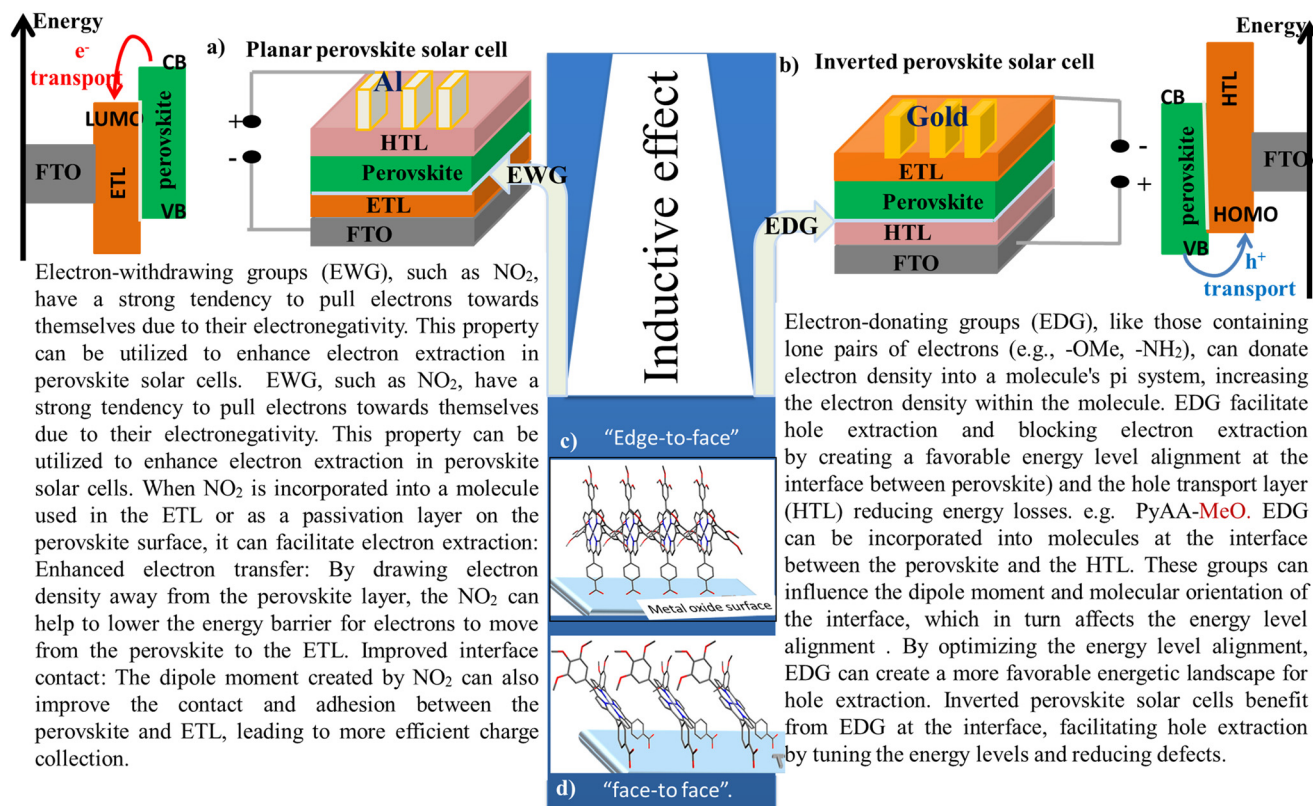 Energy
e-
transport
CB
LUMO
FTO
ETL
perovskite
VB
a) Planar perovskite solar cell
Al
+
-
HTL
Perovskite
ETL
FTO
EWG
Inductive effect
EDG
b) Inverted perovskite solar cell
Gold
ETL
Perovskite
HTL
FTO
-
+
Energy
CB
HTL
perovskite
FTO
HOMO
VB
h+
transport
Electron-withdrawing groups (EWG), such as NO₂,
have a strong tendency to pull electrons towards
themselves due to their electronegativity. This property
can be utilized to enhance electron extraction in
perovskite solar cells. EWG, such as NO₂, have a
strong tendency to pull electrons towards themselves
due to their electronegativity. This property can be
utilized to enhance electron extraction in perovskite
solar cells. When NO₂ is incorporated into a molecule
used in the ETL or as a passivation layer on the
perovskite surface, it can facilitate electron extraction:
Enhanced electron transfer: By drawing electron
density away from the perovskite layer, the NO₂ can
help to lower the energy barrier for electrons to move
from the perovskite to the ETL. Improved interface
contact: The dipole moment created by NO₂ can also
improve the contact and adhesion between the
perovskite and ETL, leading to more efficient charge
collection.
c) "Edge-to-face"
Metal oxide surface
T
d) "face-to face".
Electron-donating groups (EDG), like those containing
lone pairs of electrons (e.g., -OMe, -NH₂), can donate
electron density into a molecule's pi system, increasing
the electron density within the molecule. EDG facilitate
hole extraction and blocking electron extraction
by creating a favorable energy level alignment at the
interface between perovskite) and the hole transport layer
(HTL) reducing energy losses. e.g. PyAA-MeO. EDG
can be incorporated into molecules at the interface
between the perovskite and the HTL. These groups can
influence the dipole moment and molecular orientation of
the interface, which in turn affects the energy level
alignment . By optimizing the energy level alignment,
EDG can create a more favorable energetic landscape for
hole extraction. Inverted perovskite solar cells benefit
from EDG at the interface, facilitating hole extraction
by tuning the energy levels and reducing defects.